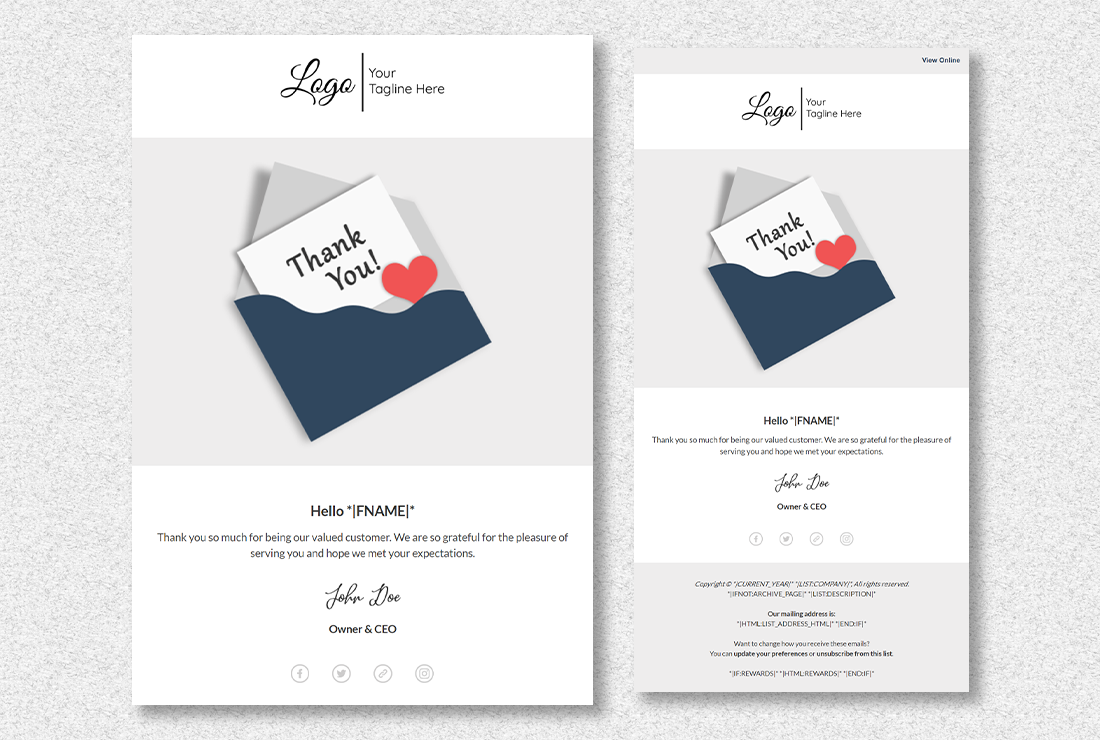 Logo
Your
Tagline Here
Thank
You!
Hello *|FNAME|*
Thank you so much for being our valued customer. We are so grateful for the pleasure of
serving you and hope we met your expectations.
John Doe
Owner & CEO
View Online
Logo
Your
Tagline Here
Thank
You!
Hello *|FNAME|*
Thank you so much for being our valued customer. We are so grateful for the pleasure of
serving you and hope we met your expectations.
John Doe
Owner & CEO
Copyright © *|CURRENT_YEAR|* *|LIST:COMPANY|*, All rights reserved.
*|IFNOT:ARCHIVE_PAGE|* *|LIST:DESCRIPTION|*
Our mailing address is:
*|HTML:LIST_ADDRESS_HTML|* *|END:IF|*
Want to change how you receive these emails?
You can update your preferences or unsubscribe from this list.
*|IF:REWARDS|* *|HTML:REWARDS|* *|END:IF|*